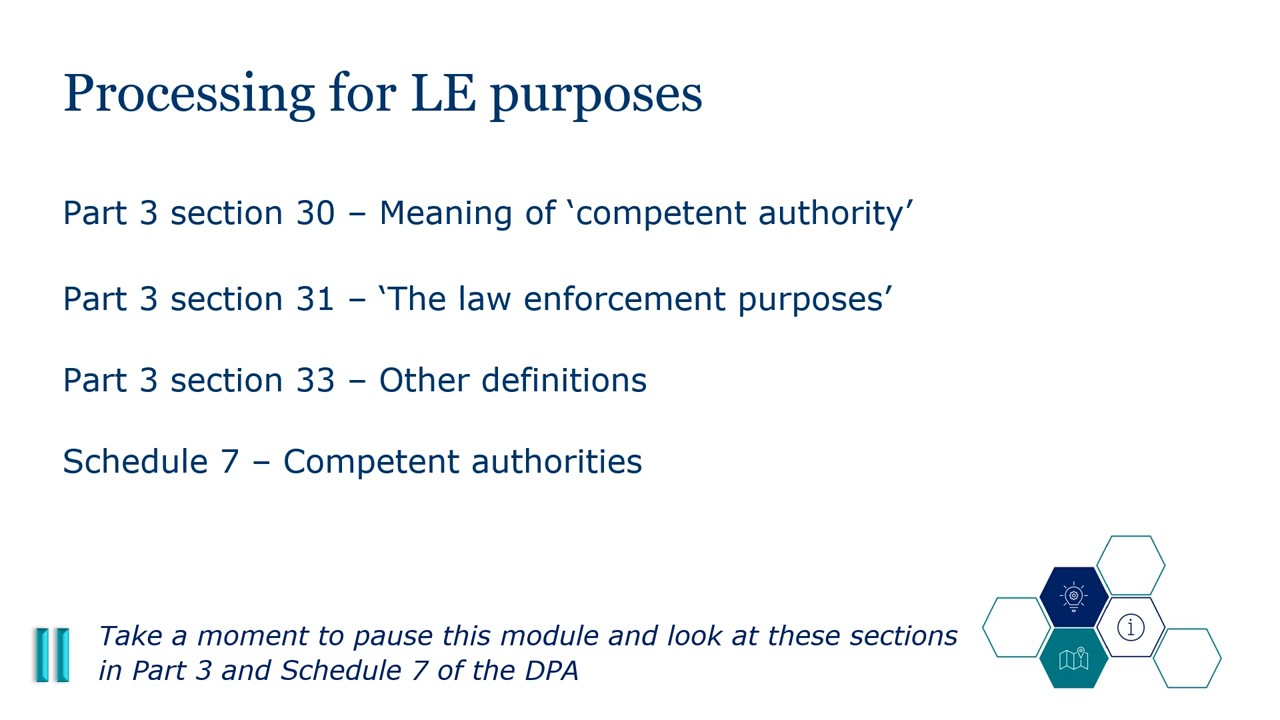 Processing for LE purposes
Part 3 section 30 – Meaning of ‘competent authority’
Part 3 section 31 – ‘The law enforcement purposes’
Part 3 section 33 – Other definitions
Schedule 7 – Competent authorities
Take a moment to pause this module and look at these sections
in Part 3 and Schedule 7 of the DPA